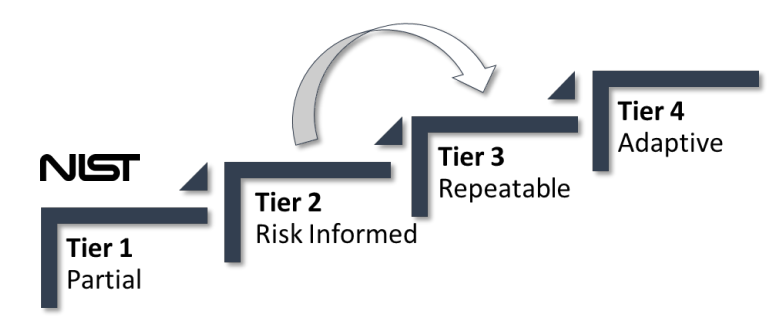 NIST
Tier 1
Partial
Tier 2
Risk Informed
Tier 3
Repeatable
Tier 4
Adaptive